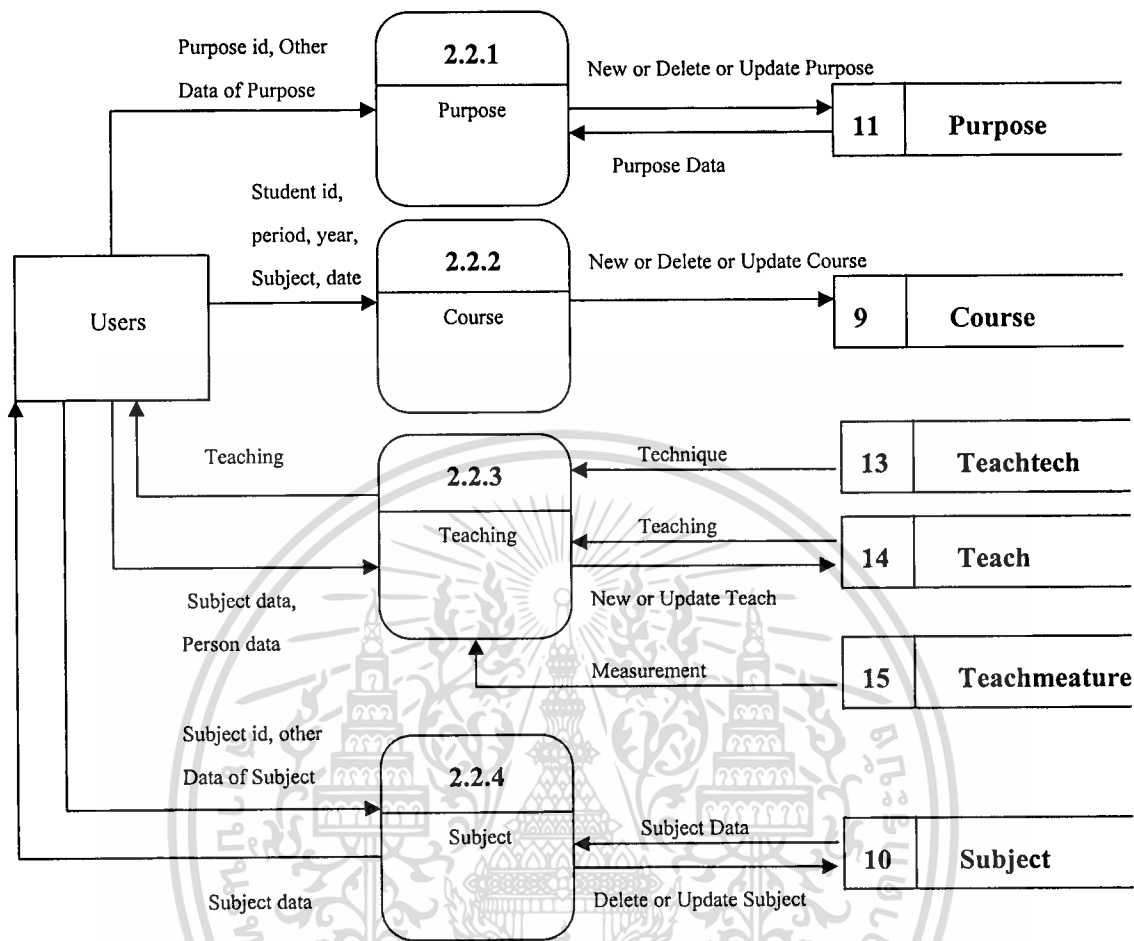 Purpose id, Other
Data of Purpose
2.2.1
Purpose
New or Delete or Update Purpose
Purpose Data
11 Purpose
Student id,
period, year,
Subject, date
2.2.2
Course
New or Delete or Update Course
9 Course
Users
Teaching
Subject data,
Person data
2.2.3
Teaching
Technique
13 Teachtech
Teaching
New or Update Teach
14 Teach
Measurement
15 Teachmeature
Subject id, other
Data of Subject
Subject data
2.2.4
Subject
Subject Data
Delete or Update Subject
10 Subject